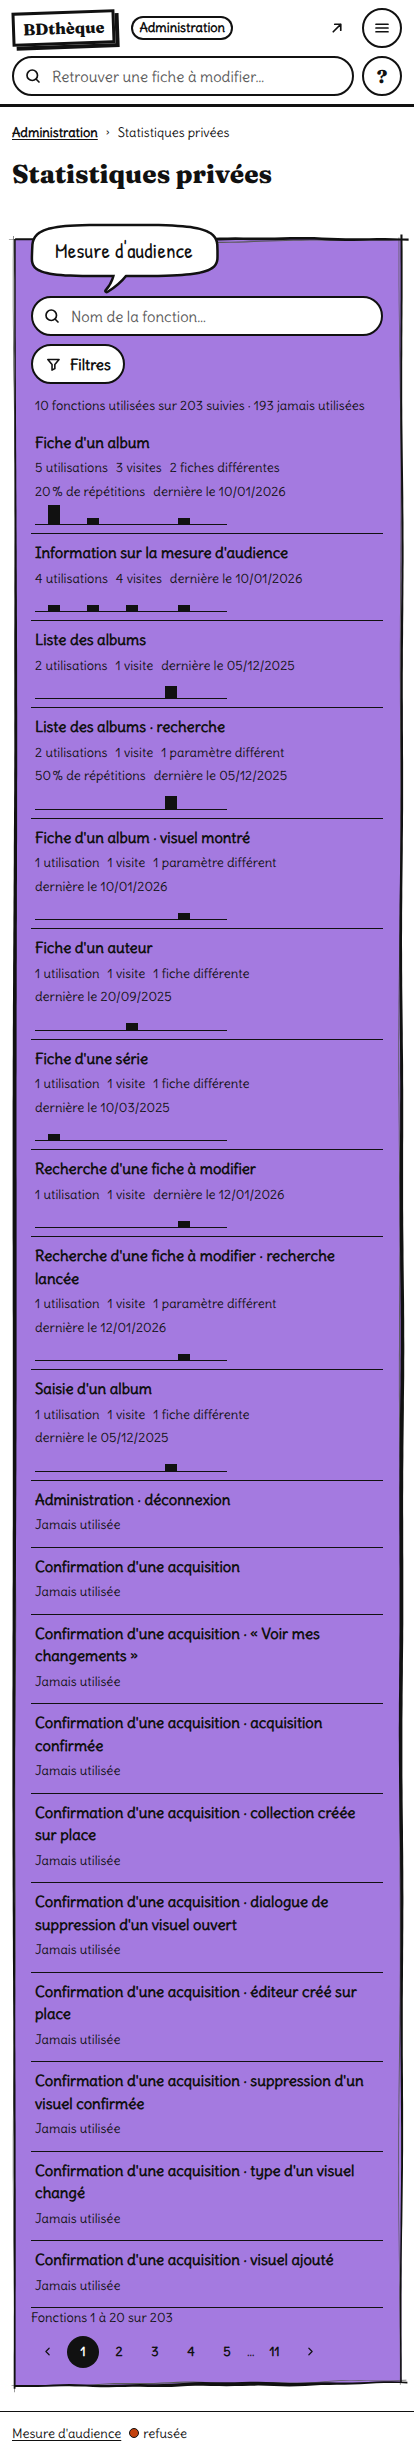 BDthèque
Administration
Retrouver une fiche à modifier...
?
Administration › Statistiques privées
Statistiques privées
Mesure d'audience
Nom de la fonction...
Filtres
10 fonctions utilisées sur 203 suivies · 193 jamais utilisées
Fiche d'un album
5 utilisations 3 visites 2 fiches différentes
20 % de répétitions dernière le 10/01/2026
Information sur la mesure d'audience
4 utilisations 4 visites dernière le 10/01/2026
Liste des albums
2 utilisations 1 visite dernière le 05/12/2025
Liste des albums · recherche
2 utilisations 1 visite 1 paramètre différent
50 % de répétitions dernière le 05/12/2025
Fiche d'un album · visuel montré
1 utilisation 1 visite 1 paramètre différent
dernière le 10/01/2026
Fiche d'un auteur
1 utilisation 1 visite 1 fiche différente
dernière le 20/09/2025
Fiche d'une série
1 utilisation 1 visite 1 fiche différente
dernière le 10/03/2025
Recherche d'une fiche à modifier
1 utilisation 1 visite dernière le 12/01/2026
Recherche d'une fiche à modifier · recherche
lancée
1 utilisation 1 visite 1 paramètre différent
dernière le 12/01/2026
Saisie d'un album
1 utilisation 1 visite 1 fiche différente
dernière le 05/12/2025
Administration · déconnexion
Jamais utilisée
Confirmation d'une acquisition
Jamais utilisée
Confirmation d'une acquisition · « Voir mes
changements »
Jamais utilisée
Confirmation d'une acquisition · acquisition
confirmée
Jamais utilisée
Confirmation d'une acquisition · collection créée
sur place
Jamais utilisée
Confirmation d'une acquisition · dialogue de
suppression d'un visuel ouvert
Jamais utilisée
Confirmation d'une acquisition · éditeur créé sur
place
Jamais utilisée
Confirmation d'une acquisition · suppression d'un
visuel confirmée
Jamais utilisée
Confirmation d'une acquisition · type d'un visuel
changé
Jamais utilisée
Confirmation d'une acquisition · visuel ajouté
Jamais utilisée
Fonctions 1 à 20 sur 203
‹ 1 2 3 4 5 ... 11 ›
Mesure d'audience refusée